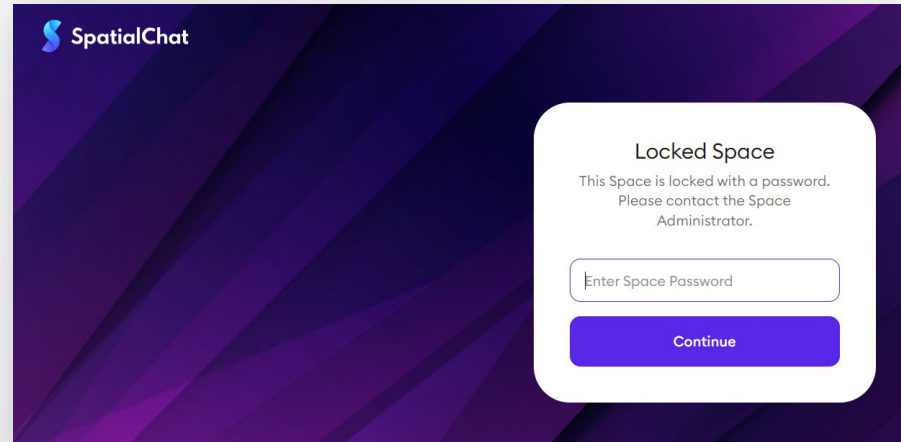 SpatialChat
Locked Space
This Space is locked with a password.
Please contact the Space
Administrator.
Enter Space Password
Continue